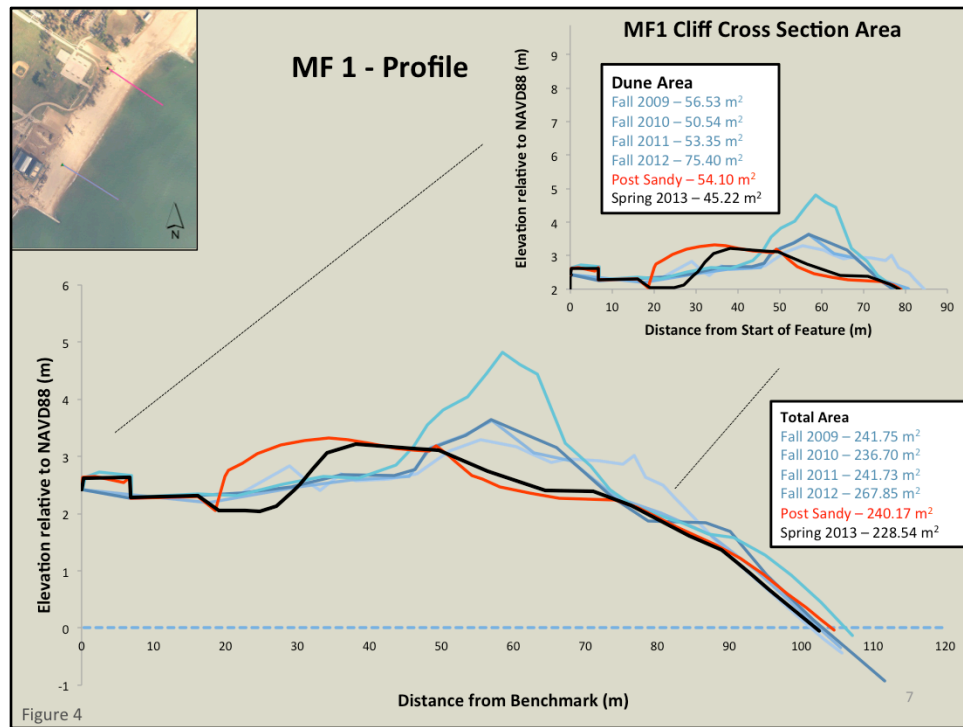 N
MF 1 - Profile
MF1 Cliff Cross Section Area
Elevation relative to NAVD88 (m)
9
8
7
6
5
4
3
2
Dune Area
Fall 2009 – 56.53 m²
Fall 2010 – 50.54 m²
Fall 2011 – 53.35 m²
Fall 2012 – 75.40 m²
Post Sandy – 54.10 m²
Spring 2013 – 45.22 m²
0 10 20 30 40 50 60 70 80 90
Distance from Start of Feature (m)
Elevation relative to NAVD88 (m)
6
5
4
3
2
1
0
-1
Total Area
Fall 2009 – 241.75 m²
Fall 2010 – 236.70 m²
Fall 2011 – 241.73 m²
Fall 2012 – 267.85 m²
Post Sandy – 240.17 m²
Spring 2013 – 228.54 m²
0 10 20 30 40 50 60 70 80 90 100 110 120
Distance from Benchmark (m)
7
Figure 4